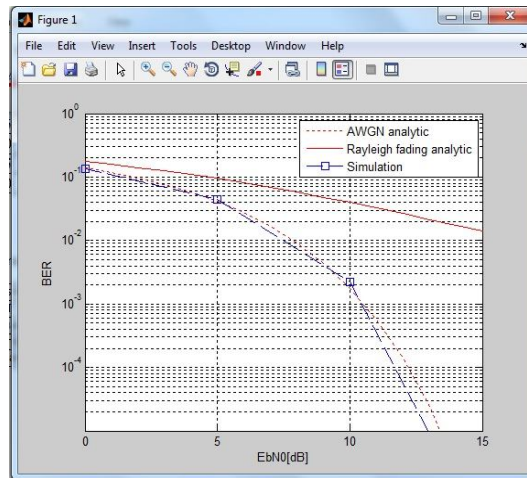 Figure 1
File Edit View Insert Tools Desktop Window Help
10^0
10^-1
10^-2
10^-3
10^-4
BER
AWGN analytic
Rayleigh fading analytic
Simulation
0 5 10 15
EbN0[dB]